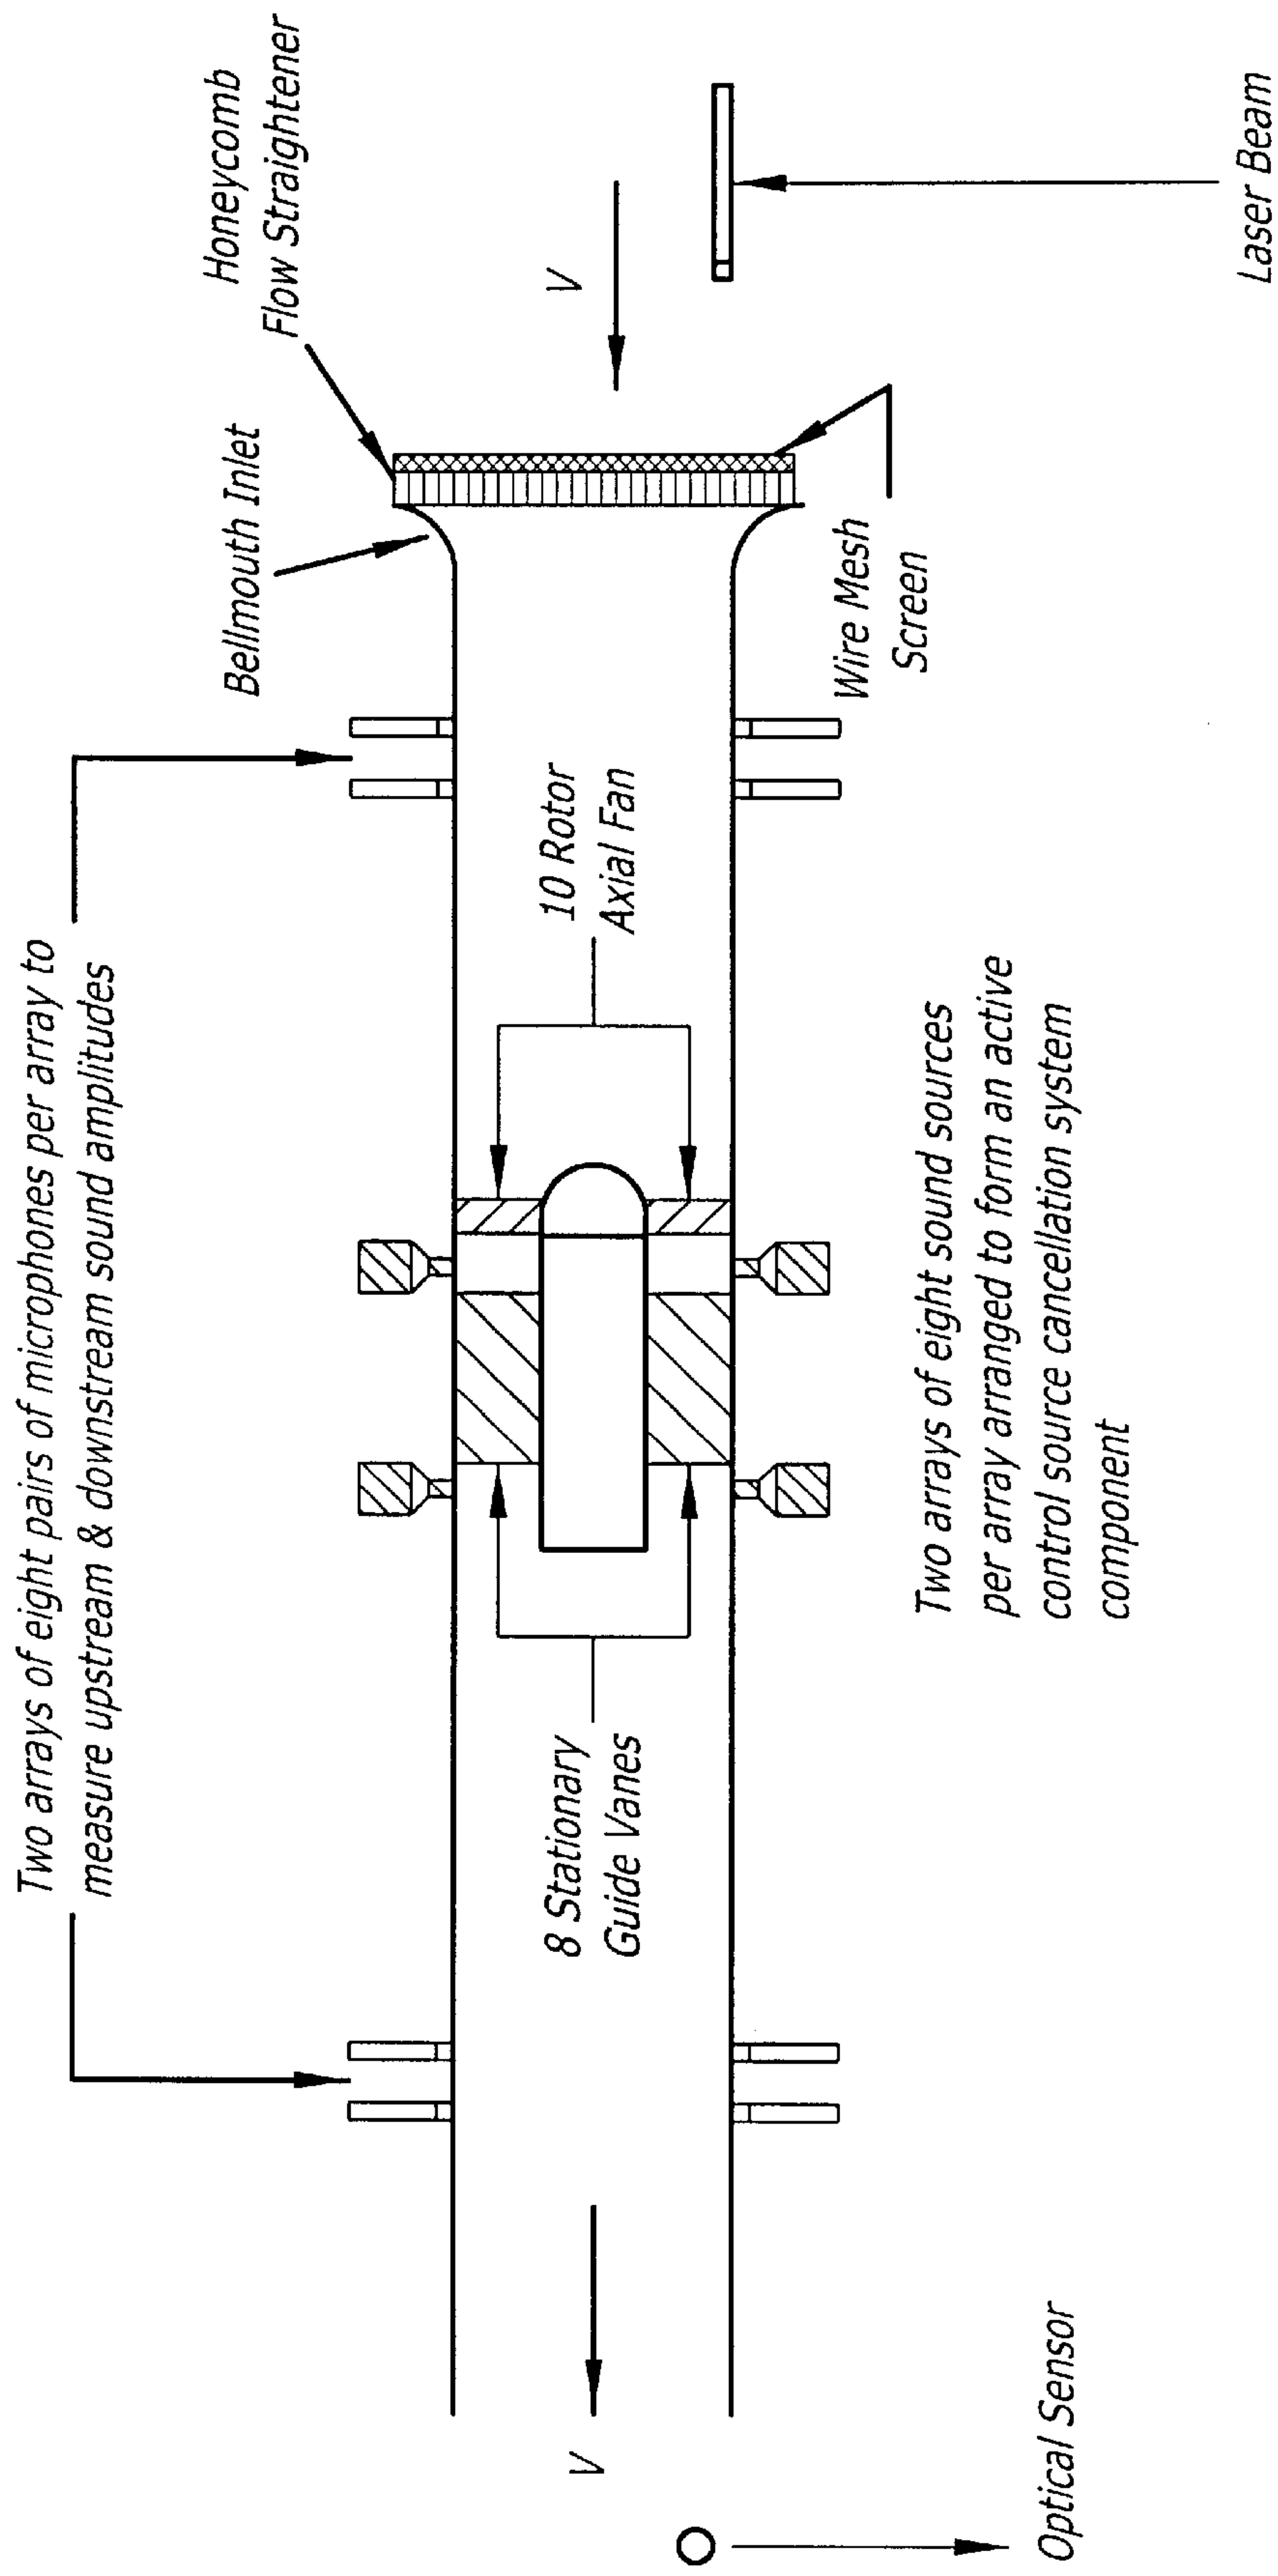 Two arrays of eight pairs of microphones per array to
measure upstream & downstream sound amplitudes
Honeycomb
Flow Straightener
Bellmouth Inlet
V
10 Rotor
Axial Fan
8 Stationary
Guide Vanes
V
Wire Mesh
Screen
Two arrays of eight sound sources
per array arranged to form an active
control source cancellation system
component
Optical Sensor
Laser Beam